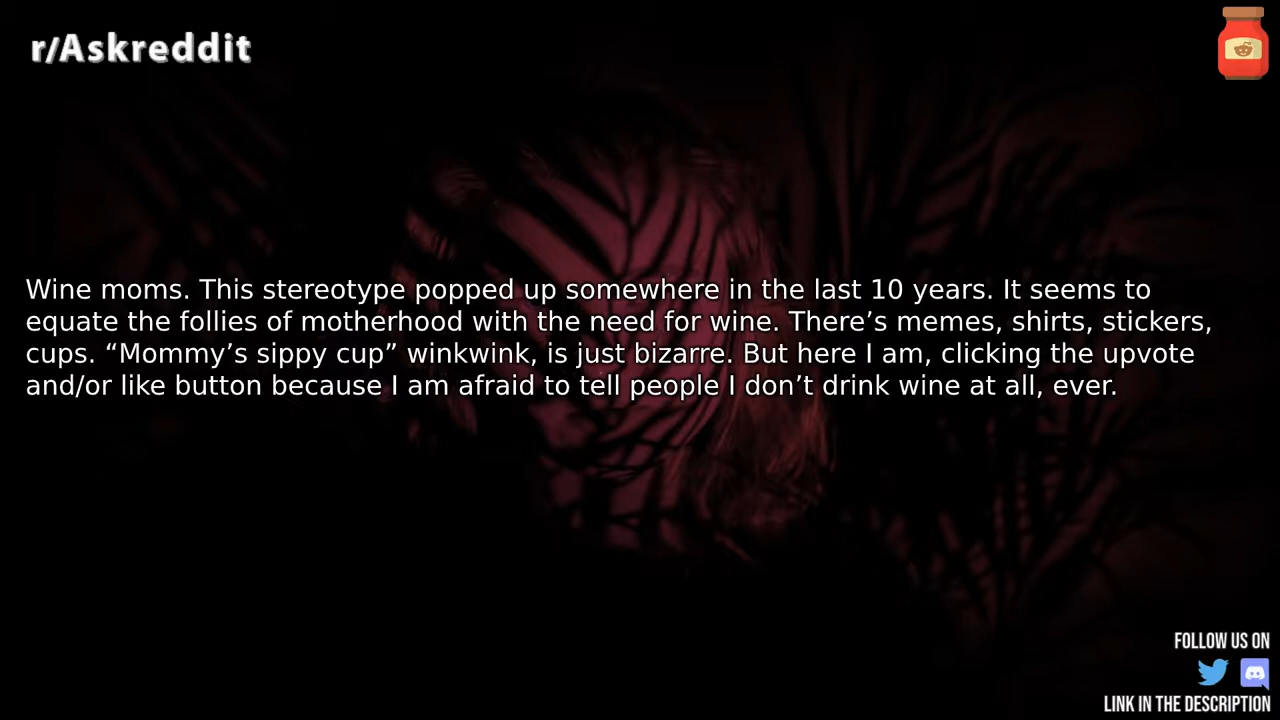 r/Askreddit
Wine moms. This stereotype popped up somewhere in the last 10 years. It seems to
equate the follies of motherhood with the need for wine. There’s memes, shirts, stickers,
cups. “Mommy’s sippy cup” winkwink, is just bizarre. But here I am, clicking the upvote
and/or like button because I am afraid to tell people I don’t drink wine at all, ever.
FOLLOW US ON
LINK IN THE DESCRIPTION